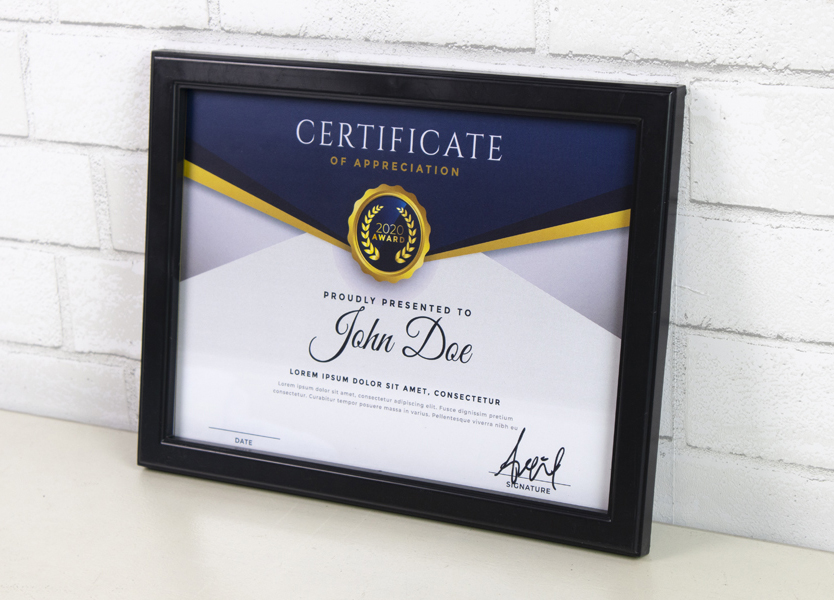 CERTIFICATE
OF APPRECIATION
2020
AWARD
PROUDLY PRESENTED TO
John Doe
LOREM IPSUM DOLOR SIT AMET, CONSECTETUR
Lorem ipsum dolor sit amet, consectetur adipiscing elit. Fusce dignissim pretium
consectetur. Curabitur tempor posuere massa in varius. Pellentesque viverra nibh eu
DATE
SIGNATURE